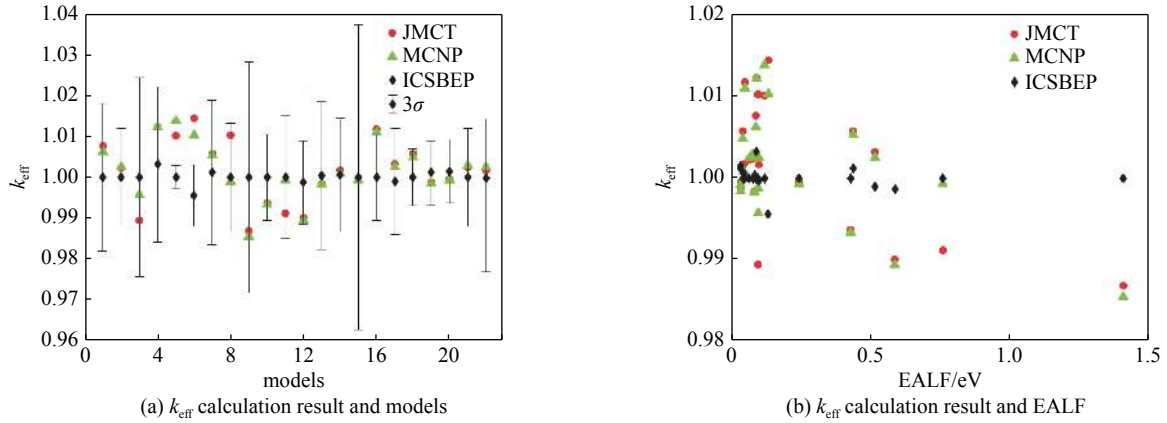 1.04
1.03
1.02
1.01
1.00
0.99
0.98
0.97
0.96
k_eff
0 4 8 12 16 20
models
JMCT
MCNP
ICSBEP
3σ
(a) k_eff calculation result and models
1.02
1.01
1.00
0.99
0.98
k_eff
0 0.5 1.0 1.5
EALF/eV
JMCT
MCNP
ICSBEP
(b) k_eff calculation result and EALF